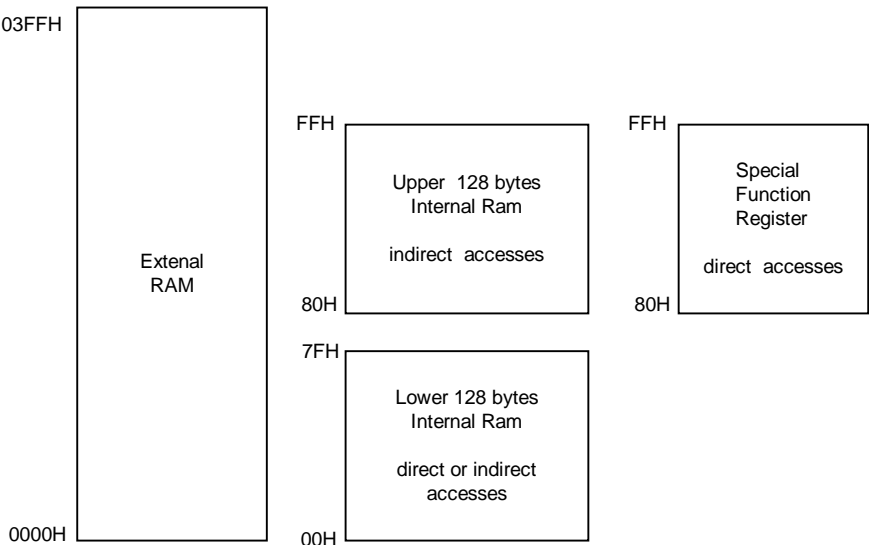 03FFH
Extenal
RAM
0000H
FFH
Upper 128 bytes
Internal Ram
indirect accesses
80H
7FH
Lower 128 bytes
Internal Ram
direct or indirect
accesses
00H
FFH
Special
Function
Register
direct accesses
80H